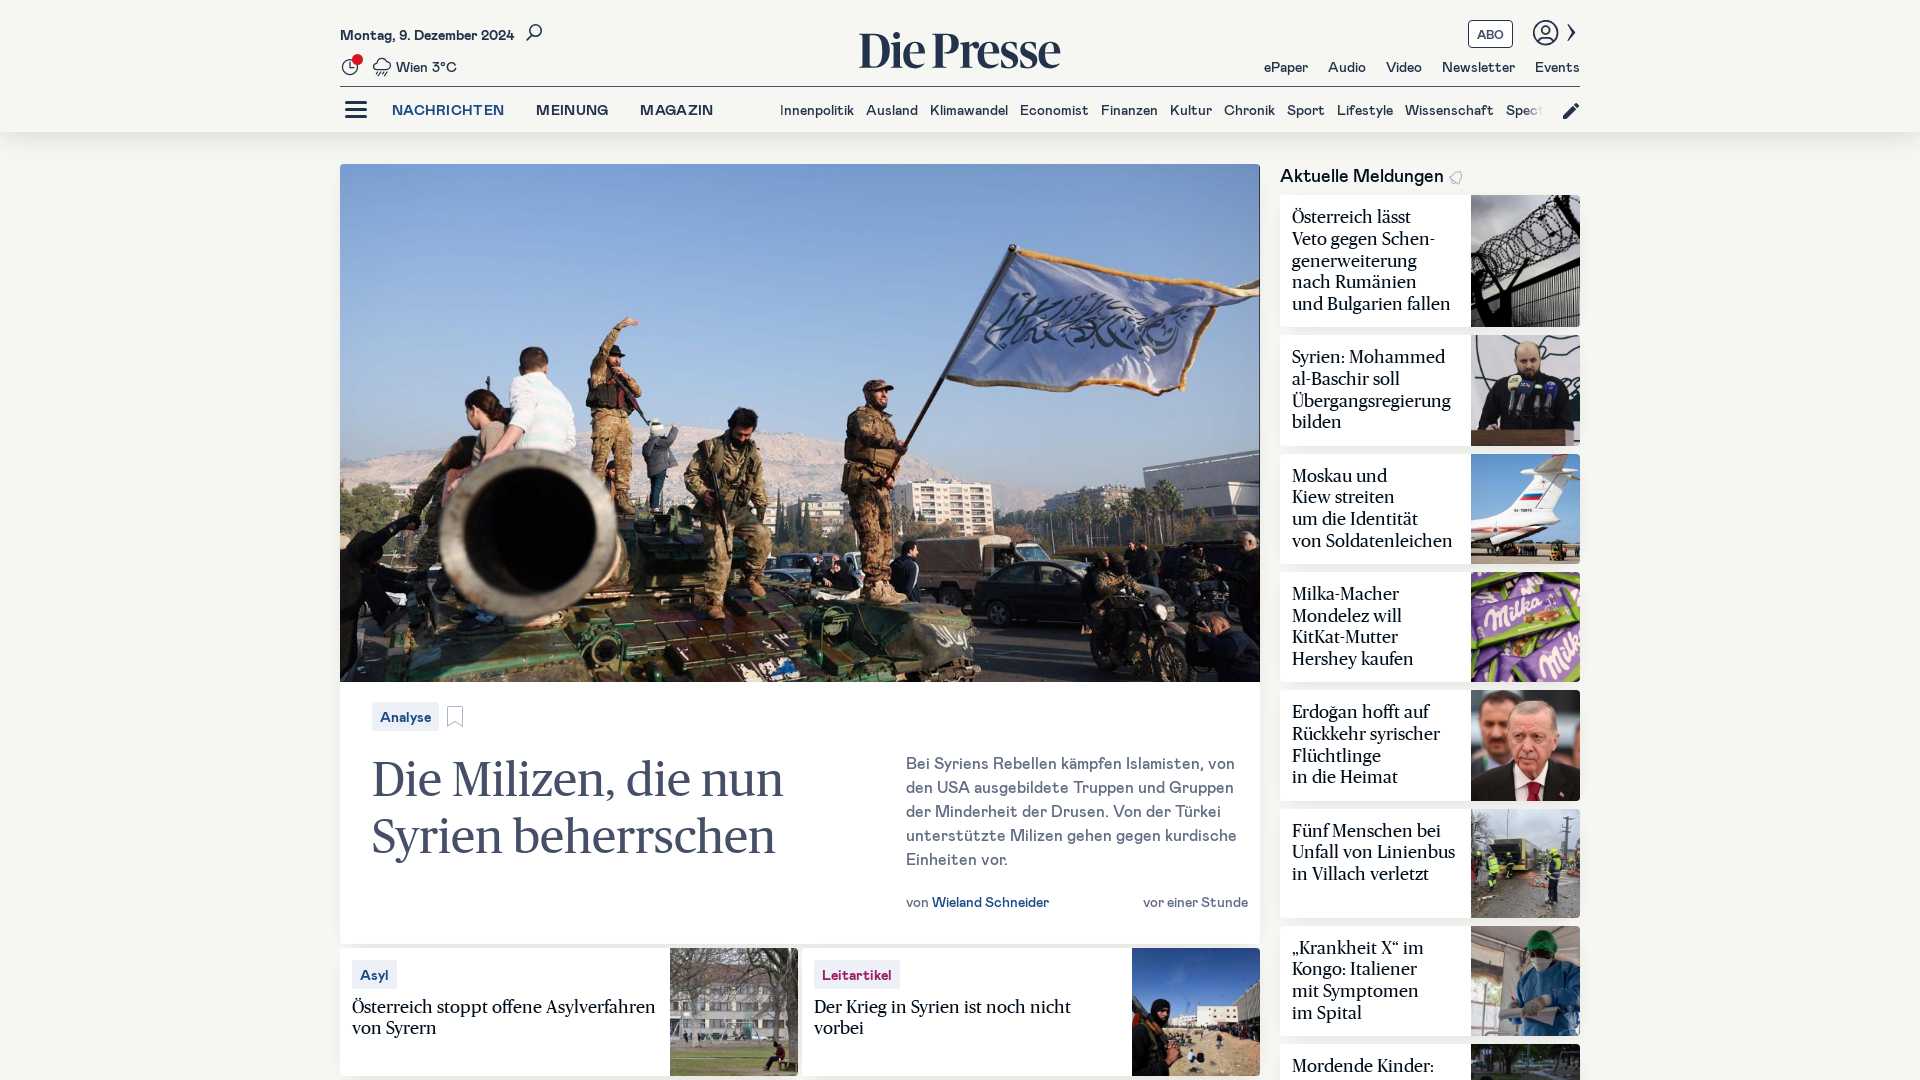 Montag, 9. Dezember 2024
Wien 3°C
Die Presse
ABO
ePaper Audio Video Newsletter Events
NACHRICHTEN MEINUNG MAGAZIN
Innenpolitik Ausland Klimawandel Economist Finanzen Kultur Chronik Sport Lifestyle Wissenschaft Spect
Analyse
Die Milizen, die nun
Syrien beherrschen
Bei Syriens Rebellen kämpfen Islamisten, von
den USA ausgebildete Truppen und Gruppen
der Minderheit der Drusen. Von der Türkei
unterstützte Milizen gehen gegen kurdische
Einheiten vor.
von Wieland Schneider
vor einer Stunde
Asyl
Österreich stoppt offene Asylverfahren
von Syrern
Leitartikel
Der Krieg in Syrien ist noch nicht
vorbei
Aktuelle Meldungen
Österreich lässt
Veto gegen Schen-
generweiterung
nach Rumänien
und Bulgarien fallen
Syrien: Mohammed
al-Baschir soll
Übergangsregierung
bilden
Moskau und
Kiew streiten
um die Identität
von Soldatenleichen
Milka-Macher
Mondelez will
KitKat-Mutter
Hershey kaufen
Milka
Milka
Erdoğan hofft auf
Rückkehr syrischer
Flüchtlinge
in die Heimat
Fünf Menschen bei
Unfall von Linienbus
in Villach verletzt
„Krankheit X“ im
Kongo: Italiener
mit Symptomen
im Spital
Mordende Kinder: